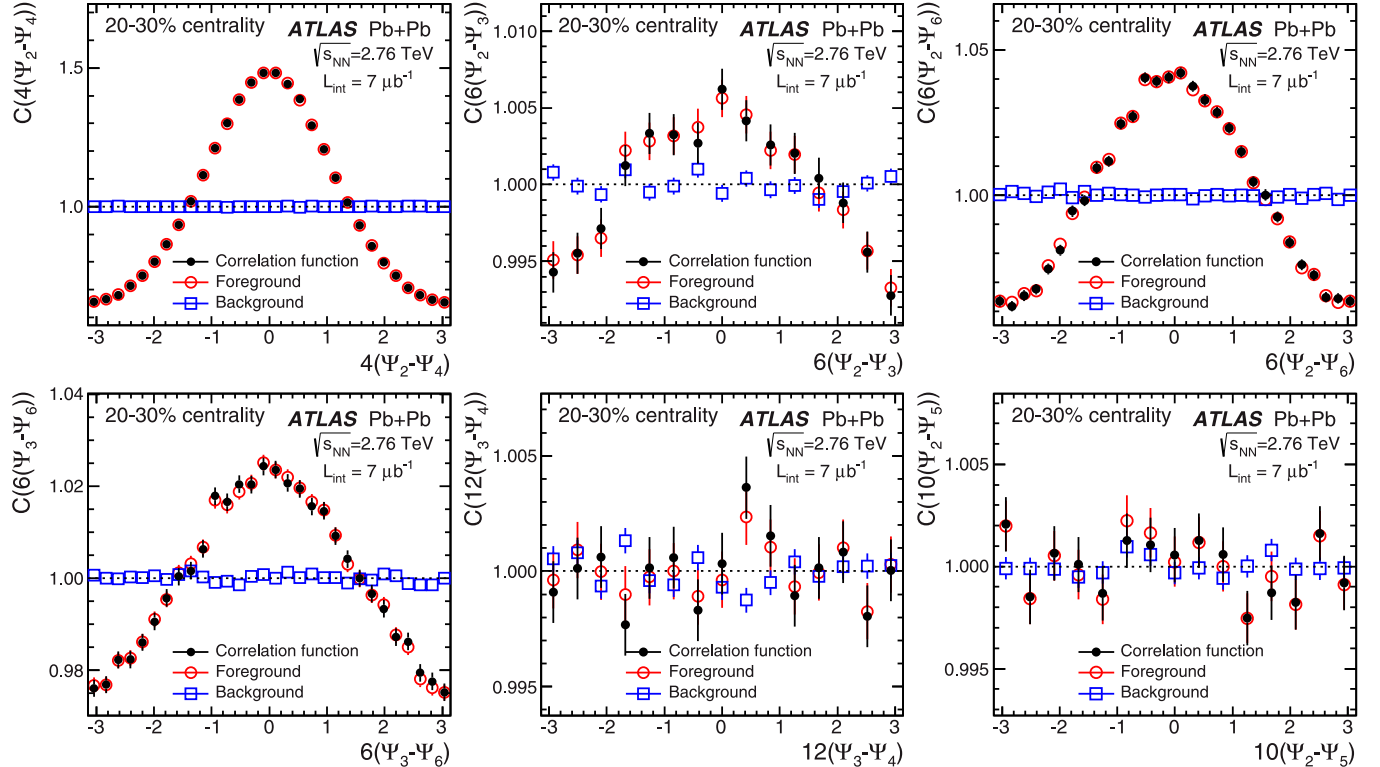 20-30% centrality
ATLAS Pb+Pb
√sNN=2.76 TeV
Lint = 7 μb-1
C(4(Ψ2-Ψ4))
1.5
1.0
Correlation function
Foreground
Background
-3 -2 -1 0 1 2 3
4(Ψ2-Ψ4)
20-30% centrality
ATLAS Pb+Pb
√sNN=2.76 TeV
Lint = 7 μb-1
C(6(Ψ2-Ψ3))
1.010
1.005
1.000
0.995
Correlation function
Foreground
Background
-3 -2 -1 0 1 2 3
6(Ψ2-Ψ3)
20-30% centrality
ATLAS Pb+Pb
√sNN=2.76 TeV
Lint = 7 μb-1
C(6(Ψ2-Ψ6))
1.05
1.00
Correlation function
Foreground
Background
-3 -2 -1 0 1 2 3
6(Ψ2-Ψ6)
20-30% centrality
ATLAS Pb+Pb
√sNN=2.76 TeV
Lint = 7 μb-1
C(6(Ψ3-Ψ6))
1.04
1.02
1.00
0.98
Correlation function
Foreground
Background
-3 -2 -1 0 1 2 3
6(Ψ3-Ψ6)
20-30% centrality
ATLAS Pb+Pb
√sNN=2.76 TeV
Lint = 7 μb-1
C(12(Ψ3-Ψ4))
1.005
1.000
0.995
Correlation function
Foreground
Background
-3 -2 -1 0 1 2 3
12(Ψ3-Ψ4)
20-30% centrality
ATLAS Pb+Pb
√sNN=2.76 TeV
Lint = 7 μb-1
C(10(Ψ2-Ψ5))
1.005
1.000
0.995
Correlation function
Foreground
Background
-3 -2 -1 0 1 2 3
10(Ψ2-Ψ5)